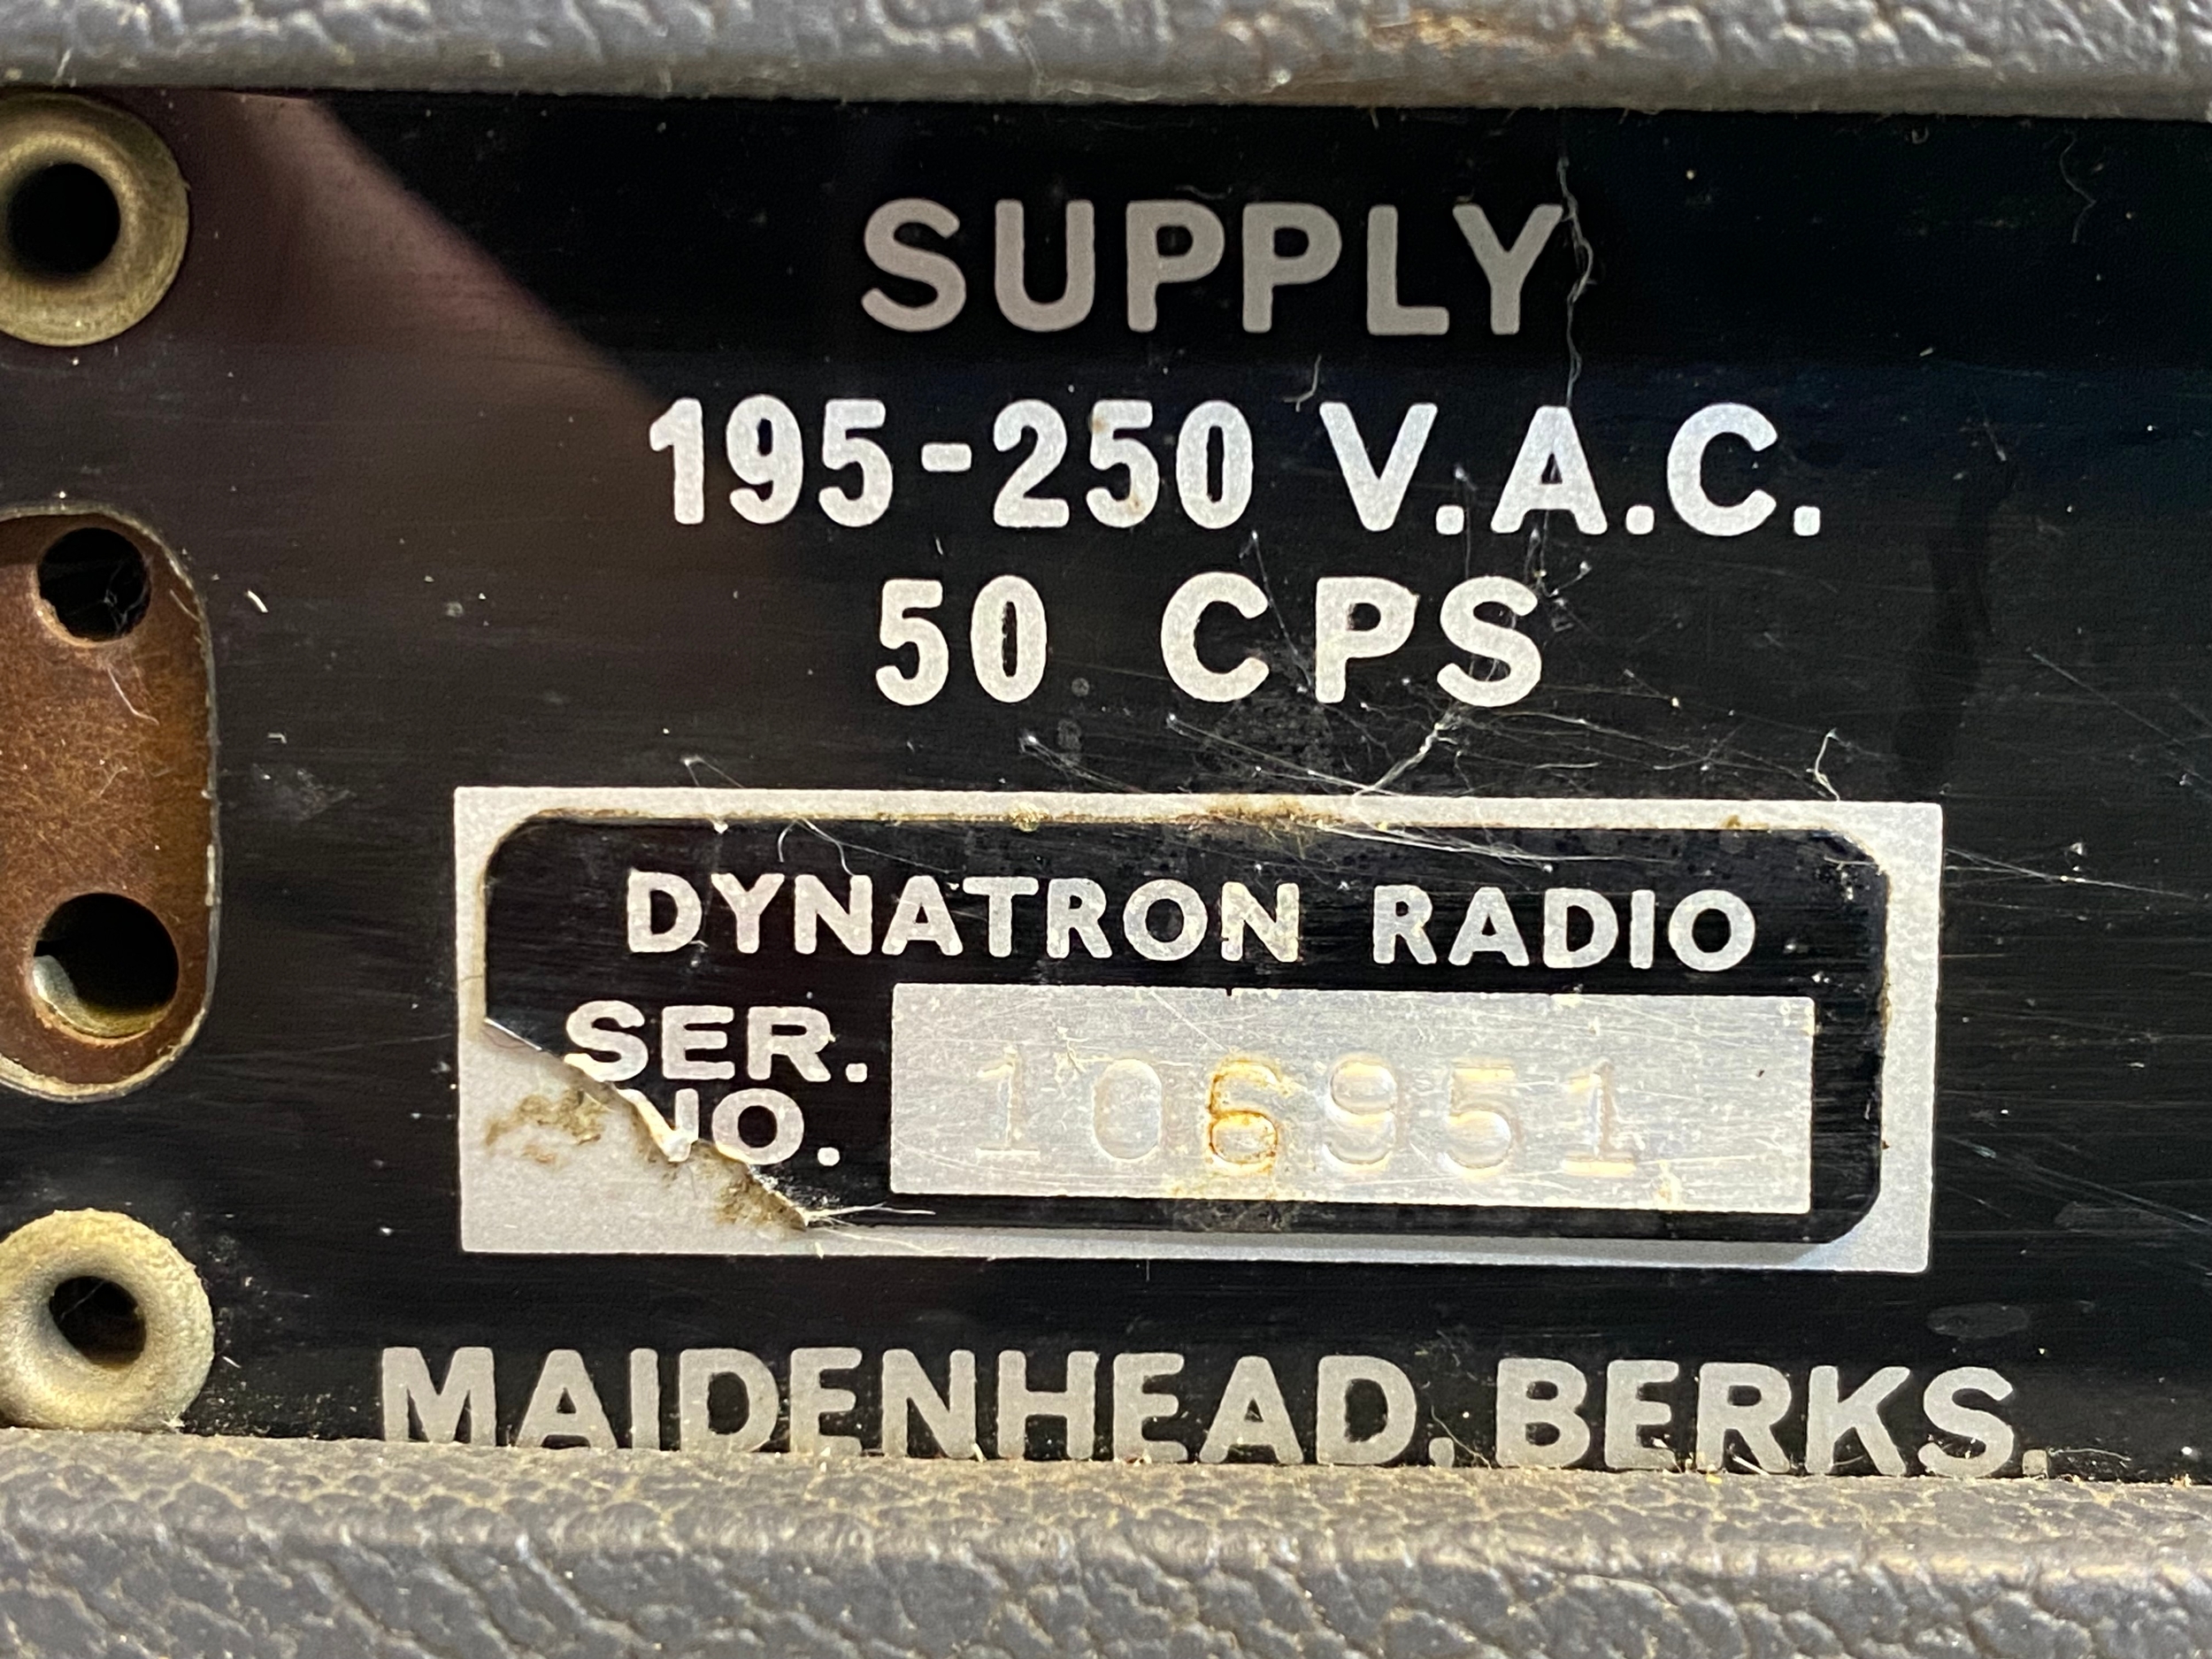 SUPPLY
195-250 V.A.C.
50 CPS
DYNATRON RADIO
SER.
NO.
106951
MAIDENHEAD. BERKS.